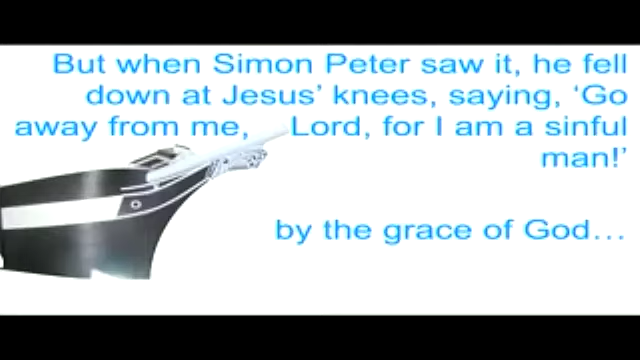 But when Simon Peter saw it, he fell
down at Jesus’ knees, saying, ‘Go
away from me, Lord, for I am a sinful
man!’
by the grace of God…